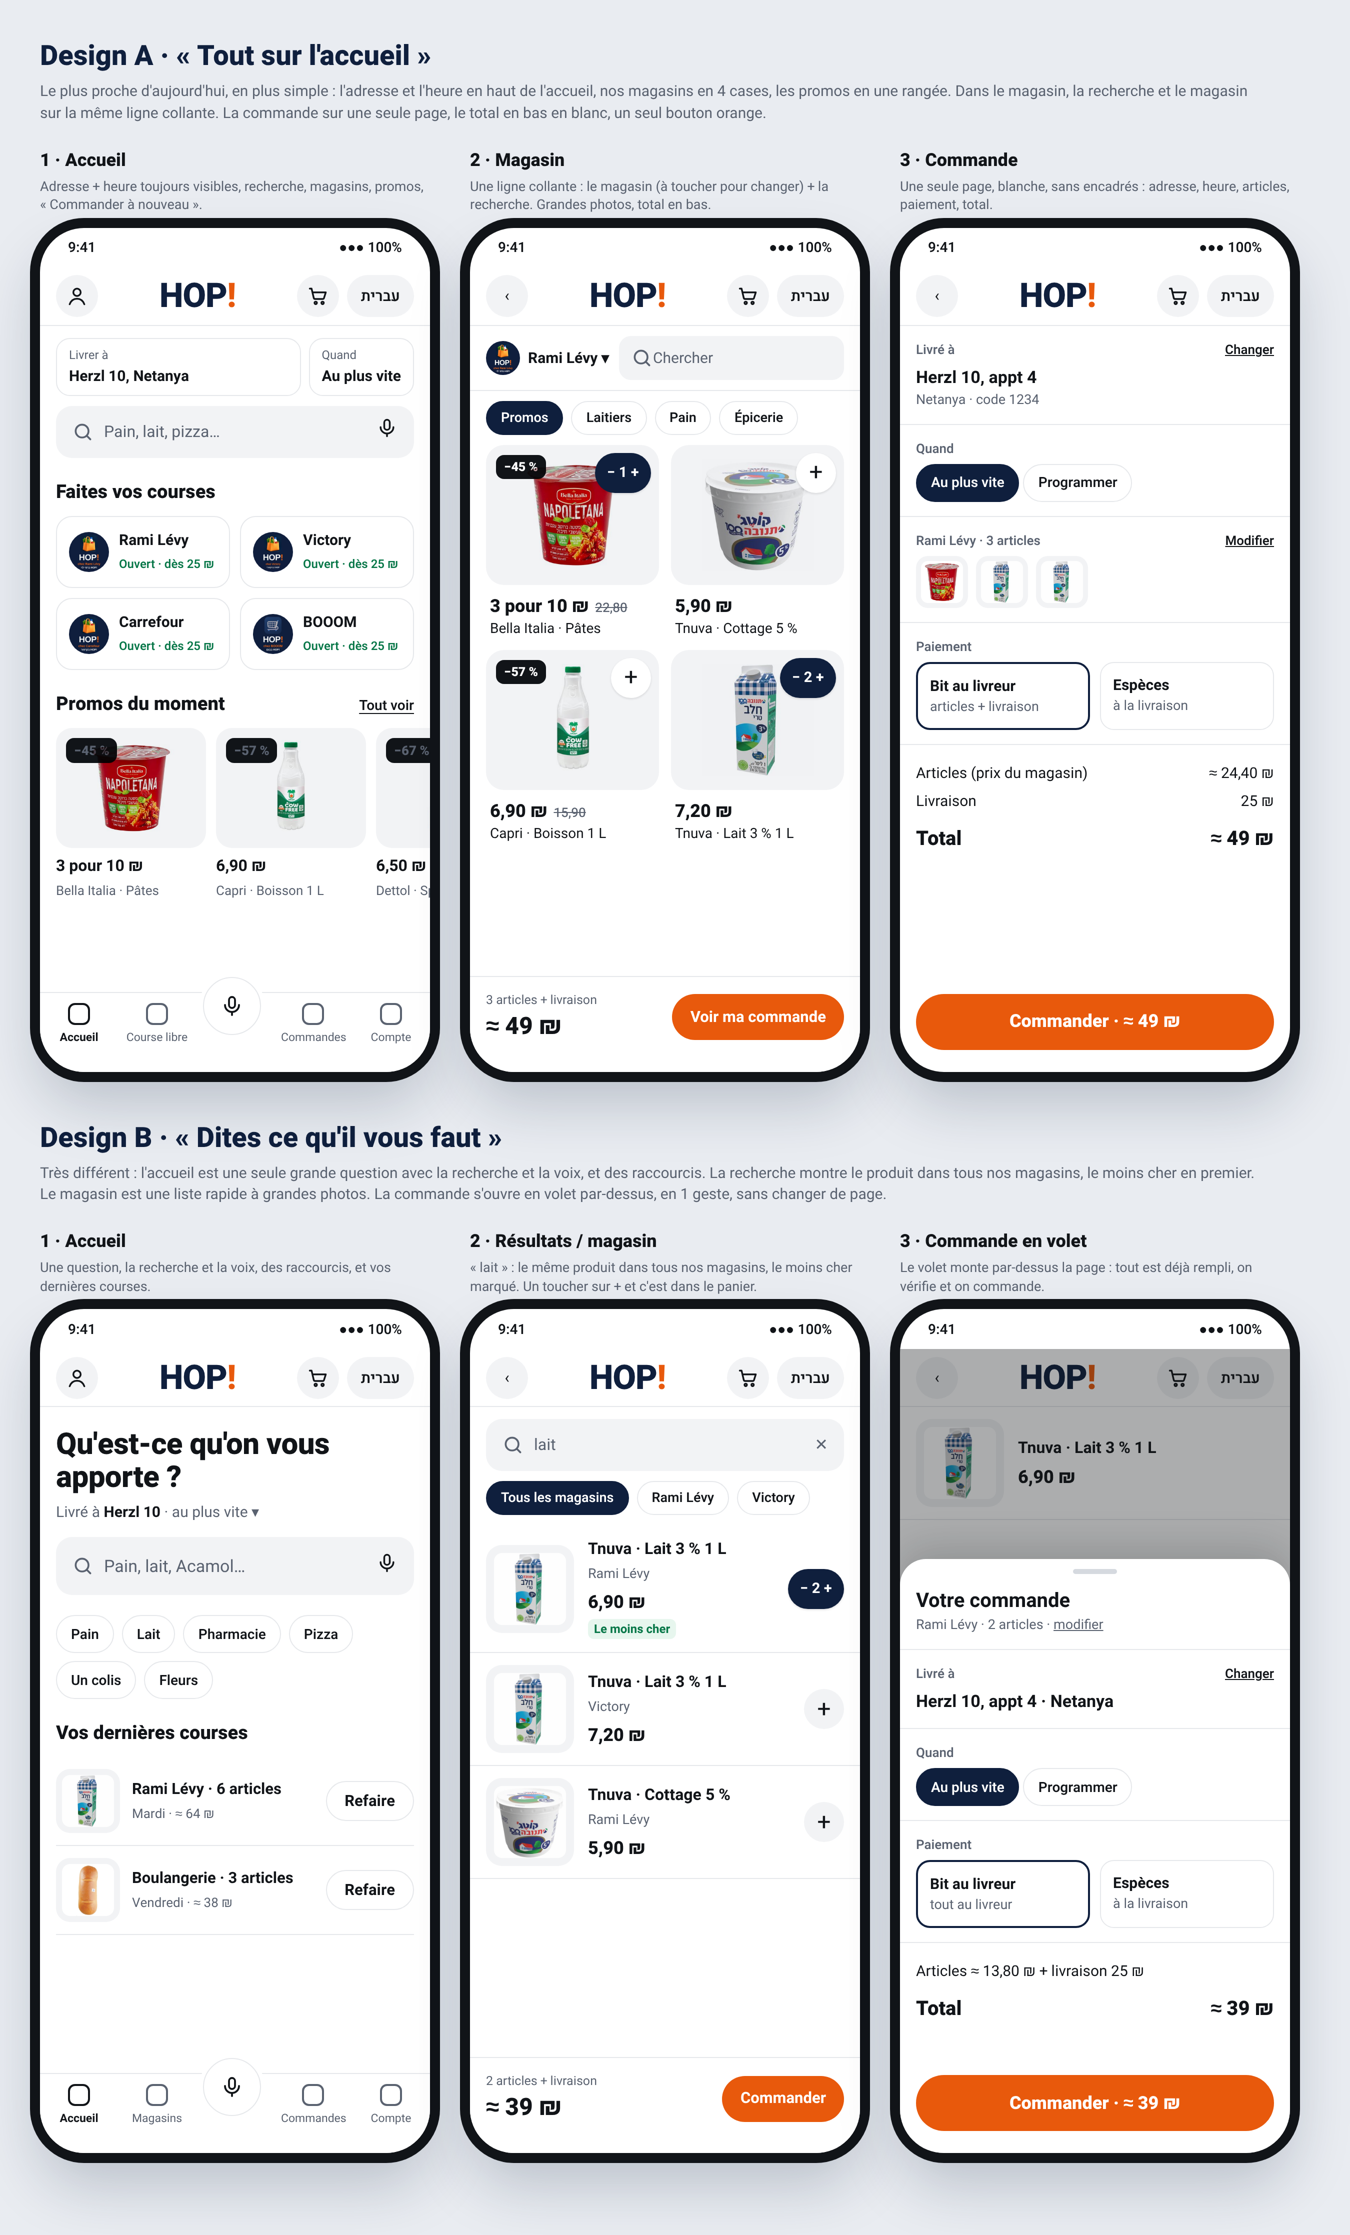 Design A · « Tout sur l'accueil »
Le plus proche d'aujourd'hui, en plus simple : l'adresse et l'heure en haut de l'accueil, nos magasins en 4 cases, les promos en une rangée. Dans le magasin, la recherche et le magasin
sur la même ligne collante. La commande sur une seule page, le total en bas en blanc, un seul bouton orange.
1 · Accueil
Adresse + heure toujours visibles, recherche, magasins, promos,
« Commander à nouveau ».
9:41
100%
HOP!
עברית
Livrer à
Herzl 10, Netanya
Quand
Au plus vite
Pain, lait, pizza...
Faites vos courses
HOP!
Rami Lévy
Ouvert · dès 25 ₪
HOP!
Victory
Ouvert · dès 25 ₪
HOP!
Carrefour
Ouvert · dès 25 ₪
HOP!
BOOOM
Ouvert · dès 25 ₪
Promos du moment
Tout voir
−45 %
Bella Italia
NAPOLETANA
3 pour 10 ₪
Bella Italia · Pâtes
−57 %
COW FREE
6,90 ₪
Capri · Boisson 1 L
−67 %
6,50 ₪
Dettol · Sp
Accueil
Course libre
Commandes
Compte
2 · Magasin
Une ligne collante : le magasin (à toucher pour changer) + la
recherche. Grandes photos, total en bas.
9:41
100%
‹
HOP!
עברית
HOP!
Rami Lévy ▾
Chercher
Promos
Laitiers
Pain
Épicerie
−45 %
− 1 +
Bella Italia
NAPOLETANA
3 pour 10 ₪ 22,80
Bella Italia · Pâtes
+
קוטג'
תנובה
5%
5,90 ₪
Tnuva · Cottage 5 %
−57 %
+
COW
FREE
6,90 ₪ 15,90
Capri · Boisson 1 L
− 2 +
תנובה
חלב
טרי
7,20 ₪
Tnuva · Lait 3 % 1 L
3 articles + livraison
≈ 49 ₪
Voir ma commande
3 · Commande
Une seule page, blanche, sans encadrés : adresse, heure, articles,
paiement, total.
9:41
100%
‹
HOP!
עברית
Livré à
Changer
Herzl 10, appt 4
Netanya · code 1234
Quand
Au plus vite
Programmer
Rami Lévy · 3 articles
Modifier
Paiement
Bit au livreur
articles + livraison
Espèces
à la livraison
Articles (prix du magasin)
≈ 24,40 ₪
Livraison
25 ₪
Total
≈ 49 ₪
Commander · ≈ 49 ₪
Design B · « Dites ce qu'il vous faut »
Très différent : l'accueil est une seule grande question avec la recherche et la voix, et des raccourcis. La recherche montre le produit dans tous nos magasins, le moins cher en premier.
Le magasin est une liste rapide à grandes photos. La commande s'ouvre en volet par-dessus, en 1 geste, sans changer de page.
1 · Accueil
Une question, la recherche et la voix, des raccourcis, et vos
dernières courses.
9:41
100%
HOP!
עברית
Qu'est-ce qu'on vous
apporte ?
Livré à Herzl 10 · au plus vite ▾
Pain, lait, Acamol...
Pain
Lait
Pharmacie
Pizza
Un colis
Fleurs
Vos dernières courses
Rami Lévy · 6 articles
Mardi · ≈ 64 ₪
Refaire
Boulangerie · 3 articles
Vendredi · ≈ 38 ₪
Refaire
Accueil
Magasins
Commandes
Compte
2 · Résultats / magasin
« lait » : le même produit dans tous nos magasins, le moins cher
marqué. Un toucher sur + et c'est dans le panier.
9:41
100%
‹
HOP!
עברית
lait
×
Tous les magasins
Rami Lévy
Victory
Tnuva · Lait 3 % 1 L
Rami Lévy
6,90 ₪
Le moins cher
− 2 +
Tnuva · Lait 3 % 1 L
Victory
7,20 ₪
+
Tnuva · Cottage 5 %
Rami Lévy
5,90 ₪
+
2 articles + livraison
≈ 39 ₪
Commander
3 · Commande en volet
Le volet monte par-dessus la page : tout est déjà rempli, on
vérifie et on commande.
9:41
100%
‹
HOP!
עברית
Tnuva · Lait 3 % 1 L
6,90 ₪
Votre commande
Rami Lévy · 2 articles · modifier
Livré à
Changer
Herzl 10, appt 4 · Netanya
Quand
Au plus vite
Programmer
Paiement
Bit au livreur
tout au livreur
Espèces
à la livraison
Articles ≈ 13,80 ₪ + livraison 25 ₪
Total
≈ 39 ₪
Commander · ≈ 39 ₪